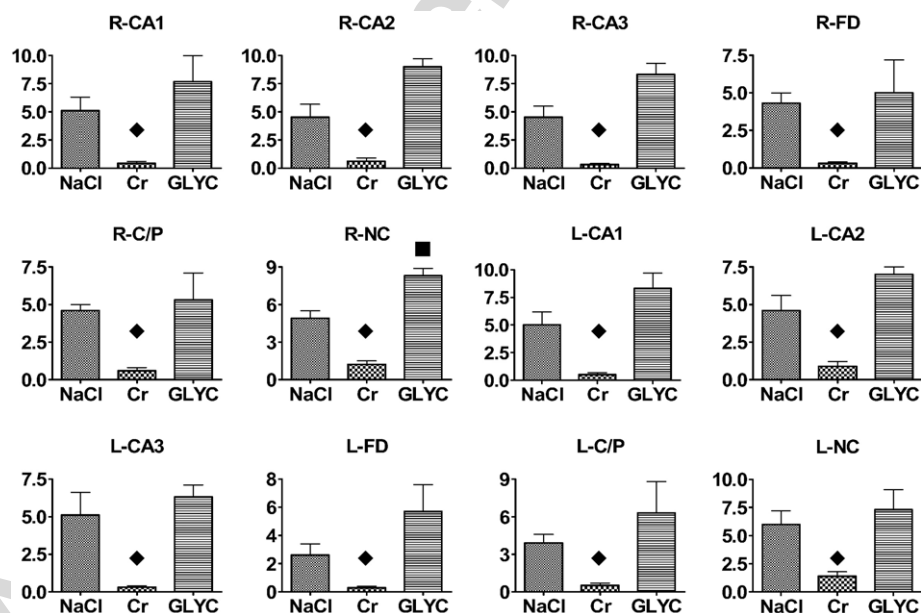 R-CA1 R-CA2 R-CA3 R-FD
10.0 10.0 10.0 7.5
7.5 7.5 7.5 5.0
5.0 5.0 5.0 2.5
2.5 2.5 2.5 0.0
0.0 0.0 0.0
NaCl Cr GLYC NaCl Cr GLYC NaCl Cr GLYC NaCl Cr GLYC
R-C/P R-NC L-CA1 L-CA2
7.5 9 10.0 7.5
5.0 6 7.5 5.0
2.5 3 5.0 2.5
0.0 0 2.5 0.0
0.0
NaCl Cr GLYC NaCl Cr GLYC NaCl Cr GLYC NaCl Cr GLYC
L-CA3 L-FD L-C/P L-NC
7.5 8 9 10.0
5.0 6 6 7.5
2.5 4 3 5.0
0.0 2 0 2.5
0 0.0
NaCl Cr GLYC NaCl Cr GLYC NaCl Cr GLYC NaCl Cr GLYC